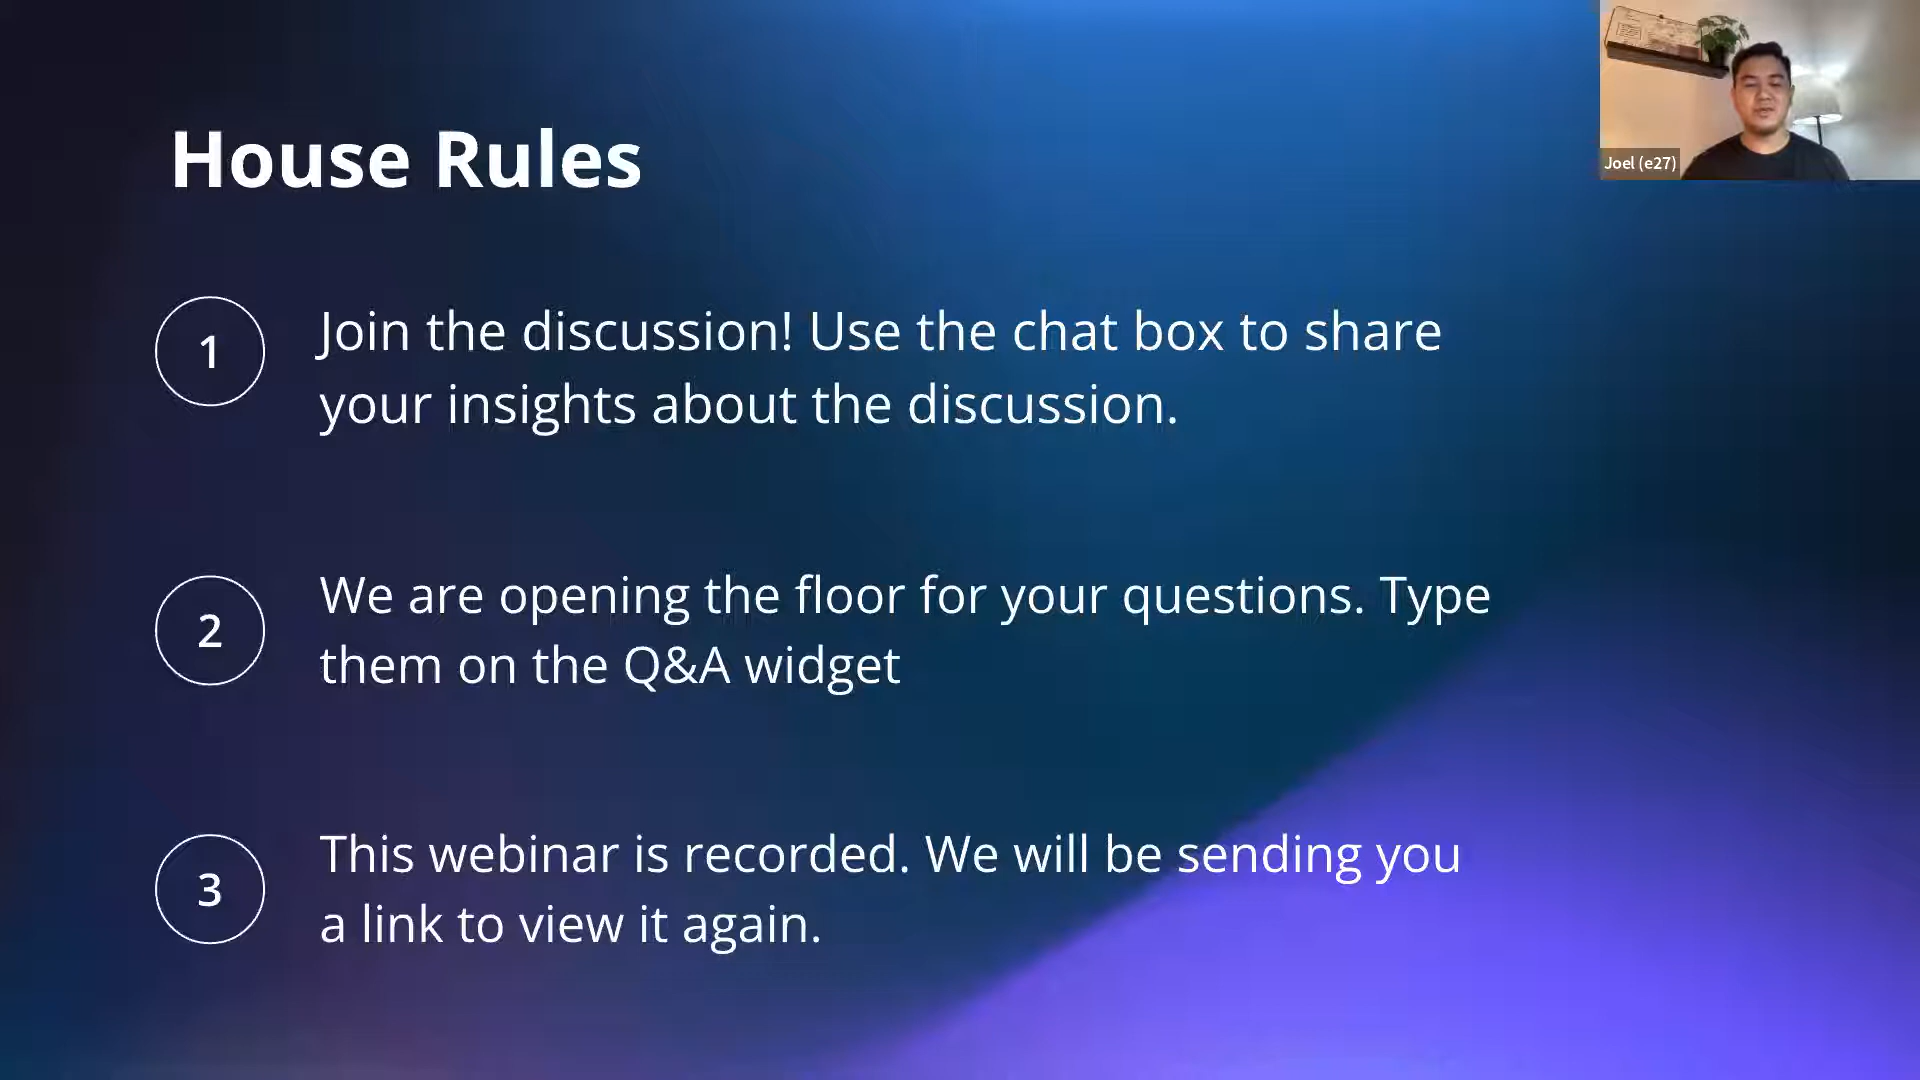 House Rules
1
Join the discussion! Use the chat box to share
your insights about the discussion.
2
We are opening the floor for your questions. Type
them on the Q&A widget
3
This webinar is recorded. We will be sending you
a link to view it again.
Joel (e27)